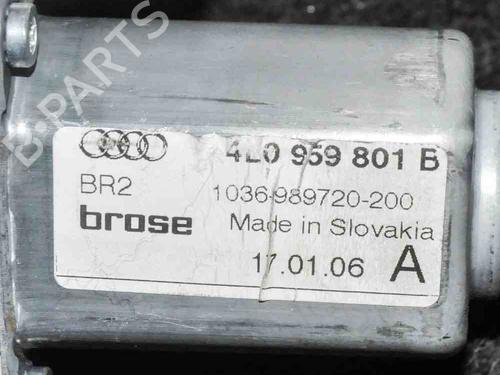 B-PARTS
4L0 959 801 B
BR2
1036-989720-200
brose
Made in Slovakia
17.01.06 A